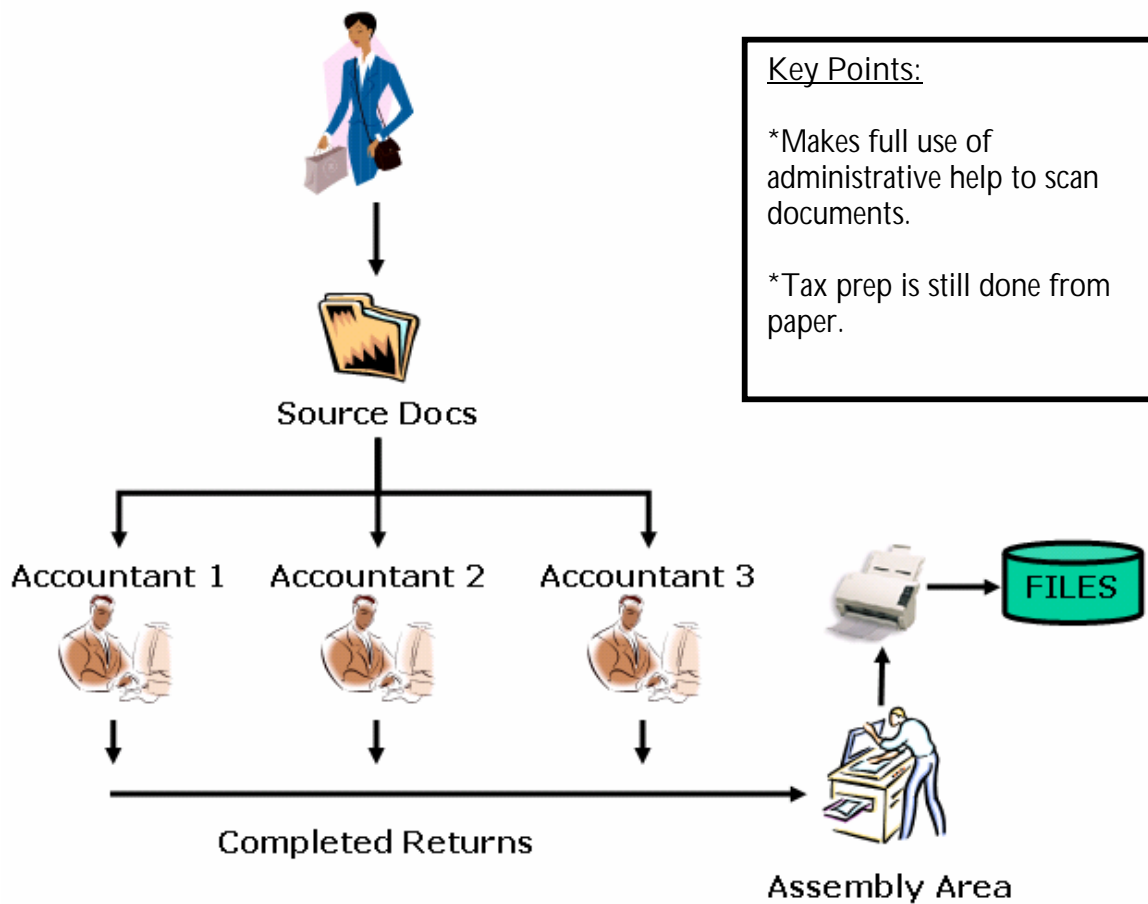 Key Points:
*Makes full use of
administrative help to scan
documents.
*Tax prep is still done from
paper.
Source Docs
Accountant 1
Accountant 2
Accountant 3
FILES
Completed Returns
Assembly Area